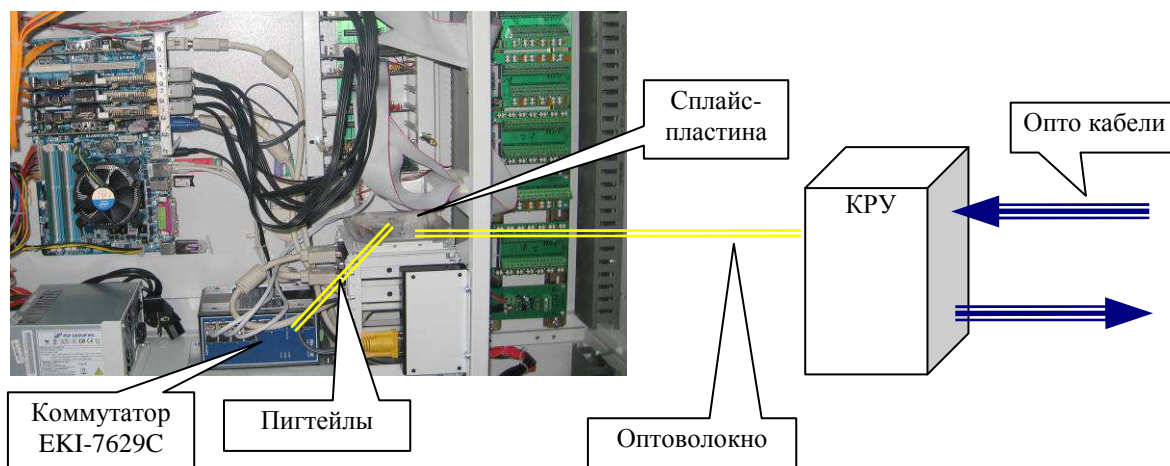 Сплайс-
пластина
Опто кабели
КРУ
Коммутатор
EKI-7629C
Пигтейлы
Оптоволокно